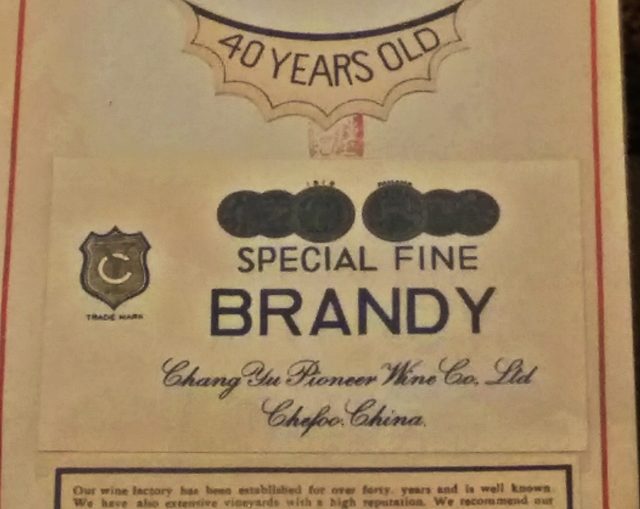 40 YEARS OLD
1915
PANAMA
C
TRADE MARK
SPECIAL FINE
BRANDY
Chang Yu Pioneer Wine Co. Ltd
Chefoo. China.
Our wine factory has been established for over forty. years and is well known.
We have also extensive vineyards with a high reputation. We recommend our